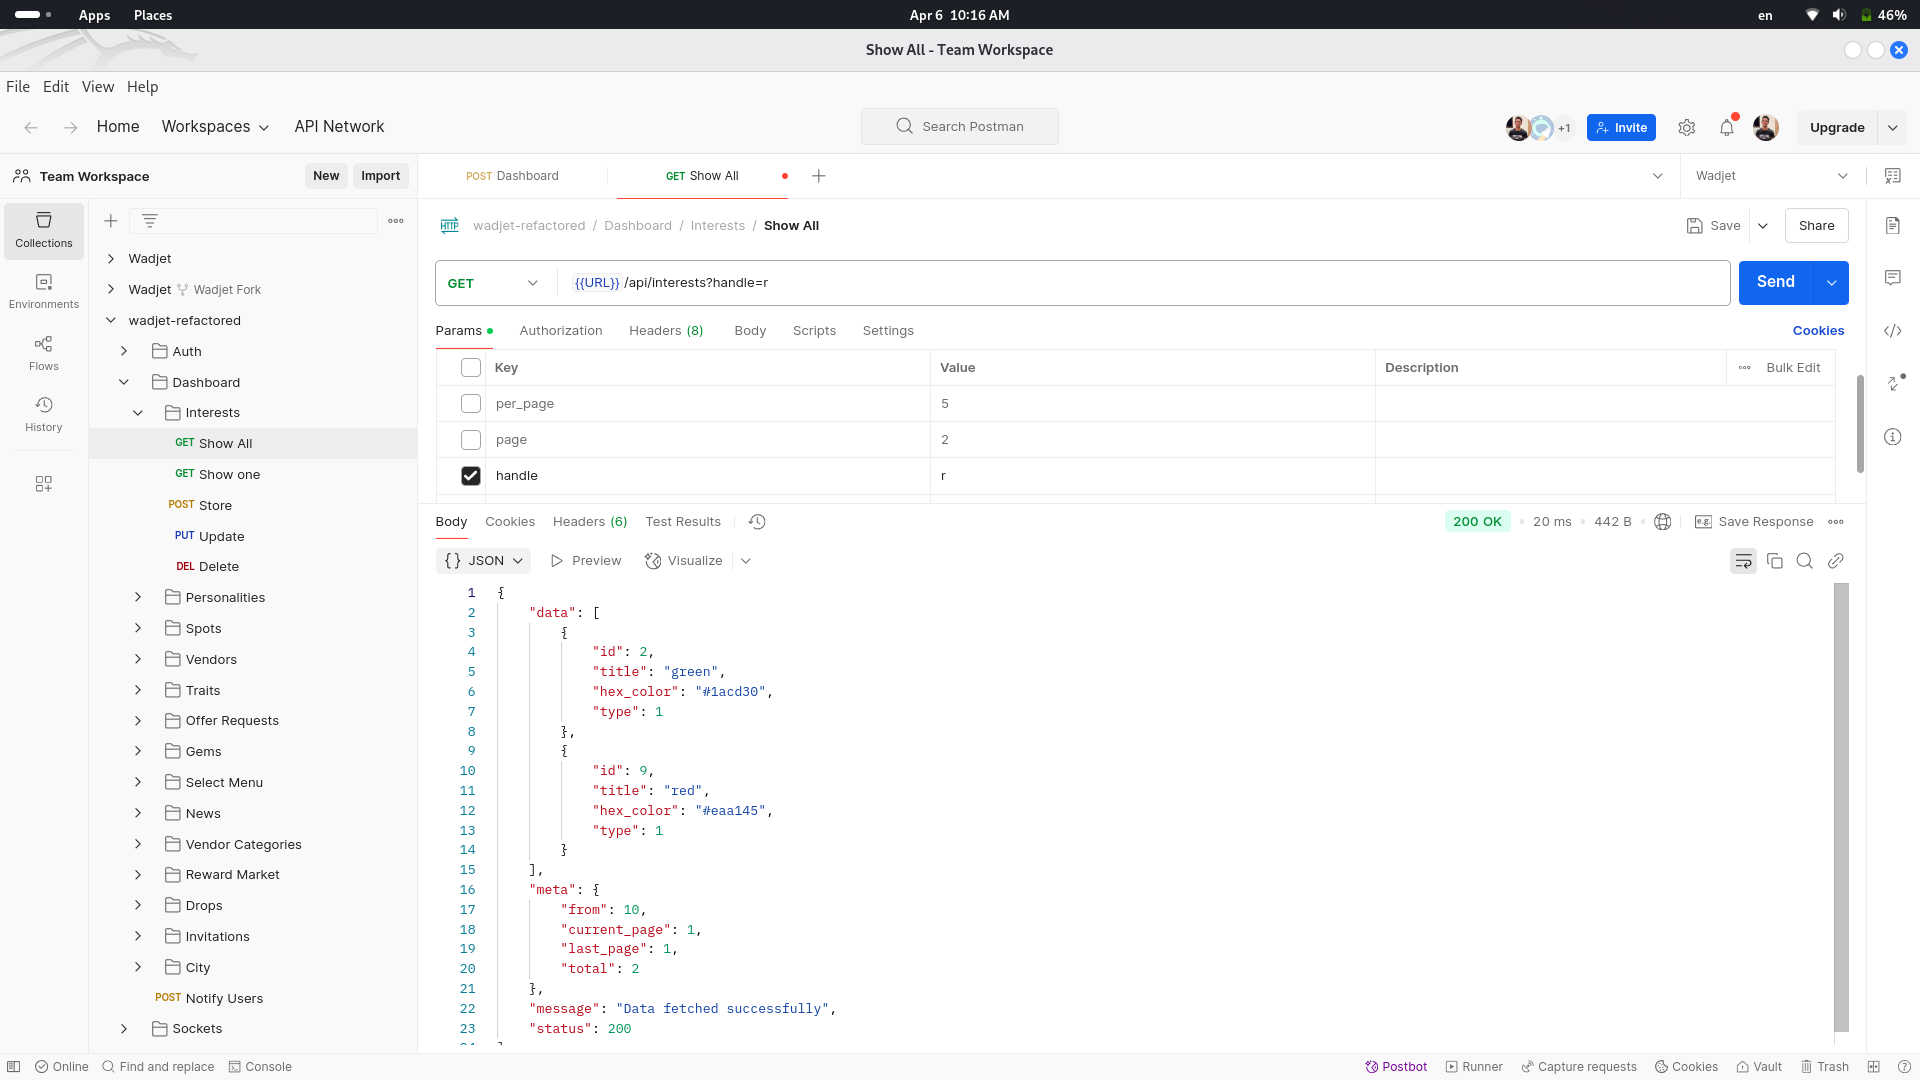 Apps Places Apr 6 10:16 AM en 46%
Show All - Team Workspace
File Edit View Help
Home Workspaces API Network Search Postman +1 Invite Upgrade
Team Workspace New Import POST Dashboard GET Show All Wadjet
Collections
Environments
Flows
History
Wadjet
Wadjet Wadjet Fork
wadjet-refactored
Auth
Dashboard
Interests
GET Show All
GET Show one
POST Store
PUT Update
DEL Delete
Personalities
Spots
Vendors
Traits
Offer Requests
Gems
Select Menu
News
Vendor Categories
Reward Market
Drops
Invitations
City
POST Notify Users
Sockets
HTTP wadjet-refactored / Dashboard / Interests / Show All Save Share
GET {{URL}} /api/interests?handle=r Send
Params Authorization Headers (8) Body Scripts Settings Cookies
Key Value Description Bulk Edit
per_page 5
page 2
handle r
Body Cookies Headers (6) Test Results 200 OK 20 ms 442 B e.g. Save Response
{} JSON Preview Visualize
1 {
2 "data": [
3 {
4 "id": 2,
5 "title": "green",
6 "hex_color": "#1acd30",
7 "type": 1
8 },
9 {
10 "id": 9,
11 "title": "red",
12 "hex_color": "#eaa145",
13 "type": 1
14 }
15 ],
16 "meta": {
17 "from": 10,
18 "current_page": 1,
19 "last_page": 1,
20 "total": 2
21 },
22 "message": "Data fetched successfully",
23 "status": 200
Online Find and replace Console Postbot Runner Capture requests Cookies Vault Trash